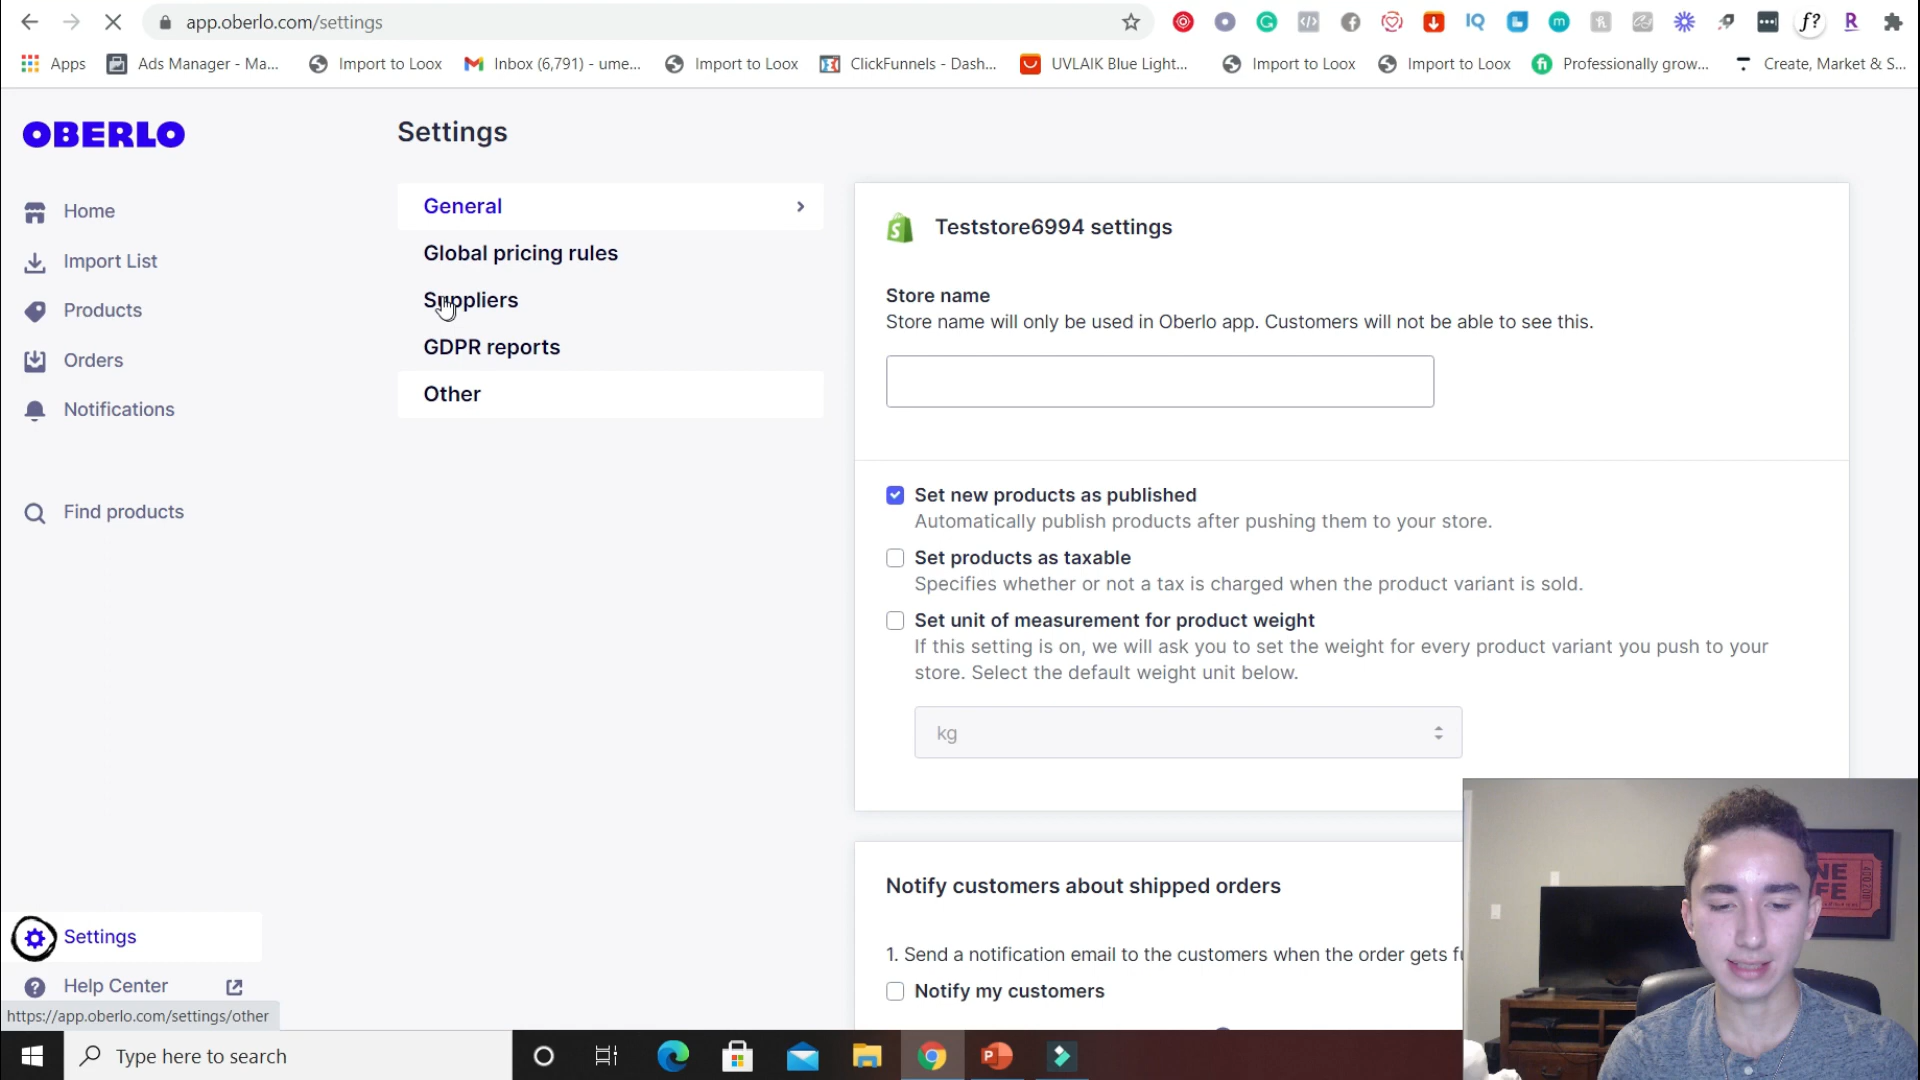 app.oberlo.com/settings
Apps
Ads Manager - Ma...
Import to Loox
Inbox (6,791) - ume...
Import to Loox
ClickFunnels - Dash...
UVLAIK Blue Light...
Import to Loox
Import to Loox
Professionally grow...
Create, Market & S...
OBERLO
Home
Import List
Products
Orders
Notifications
Find products
Settings
Help Center
https://app.oberlo.com/settings/other
Settings
General
Global pricing rules
Suppliers
GDPR reports
Other
Teststore6994 settings
Store name
Store name will only be used in Oberlo app. Customers will not be able to see this.
Set new products as published
Automatically publish products after pushing them to your store.
Set products as taxable
Specifies whether or not a tax is charged when the product variant is sold.
Set unit of measurement for product weight
If this setting is on, we will ask you to set the weight for every product variant you push to your
store. Select the default weight unit below.
kg
Notify customers about shipped orders
1. Send a notification email to the customers when the order gets
Notify my customers
Type here to search